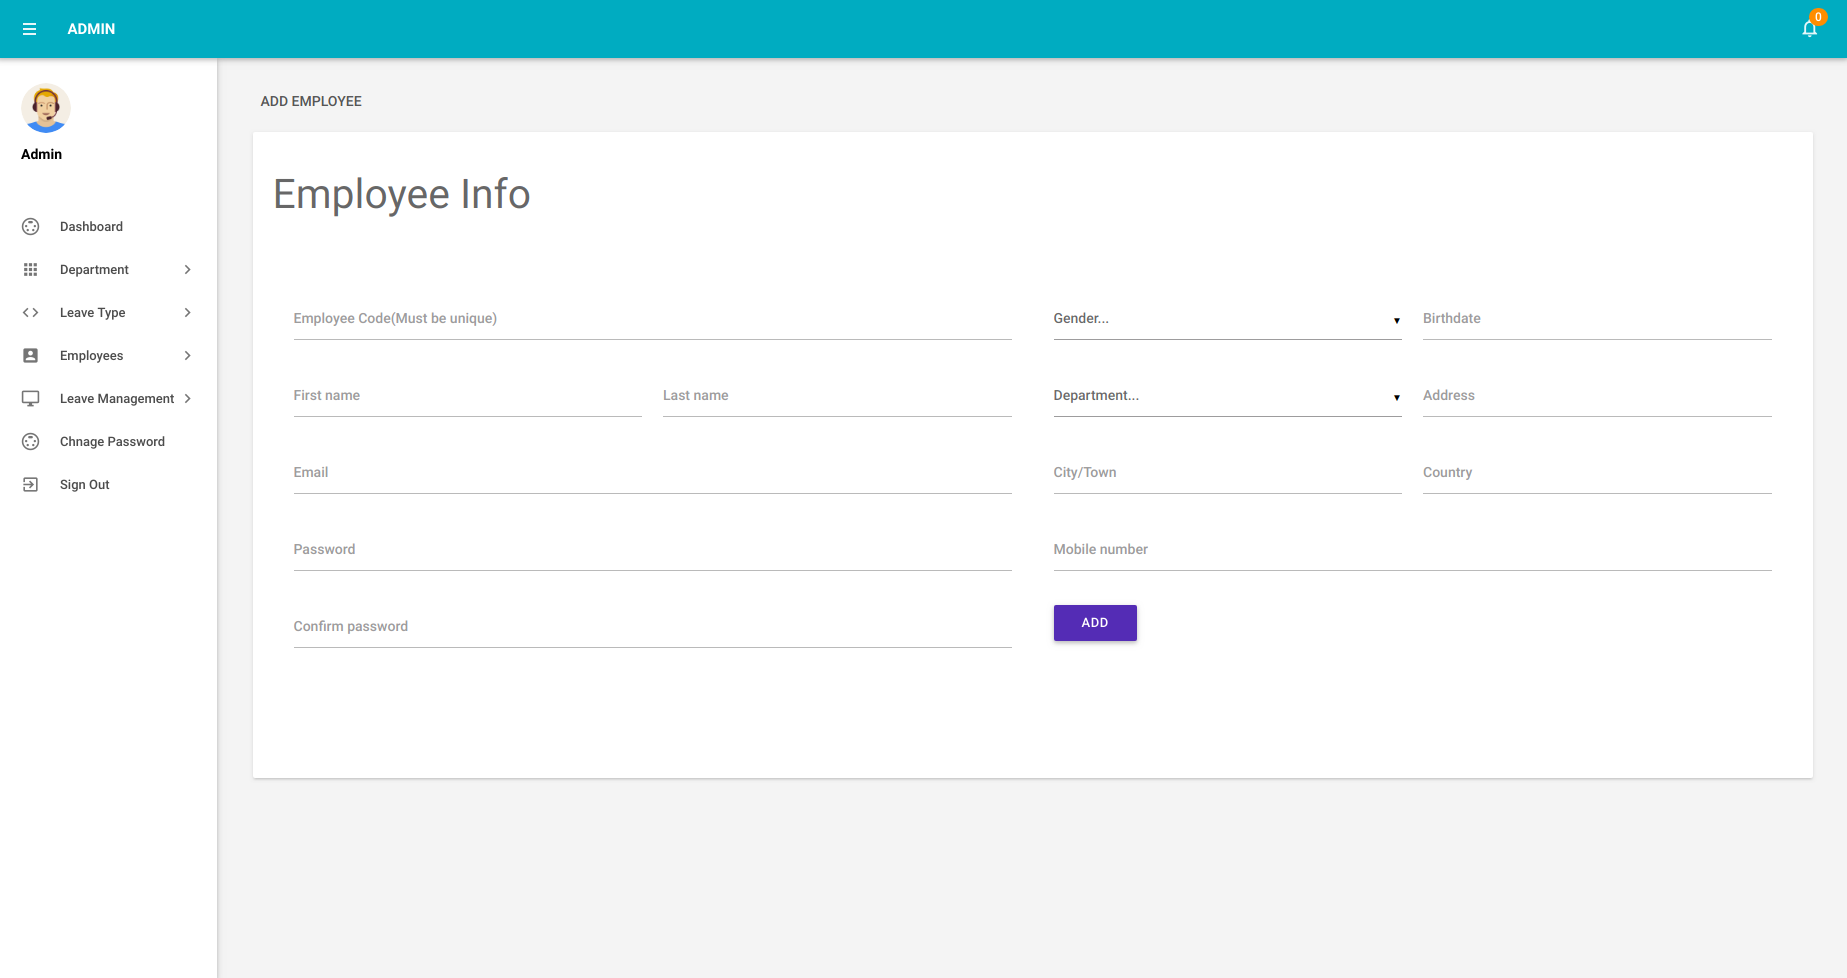 ADMIN
0
Admin
Dashboard
Department
Leave Type
Employees
Leave Management
Chnage Password
Sign Out
ADD EMPLOYEE
Employee Info
Employee Code(Must be unique)
Gender...
Birthdate
First name
Last name
Department...
Address
Email
City/Town
Country
Password
Mobile number
Confirm password
ADD